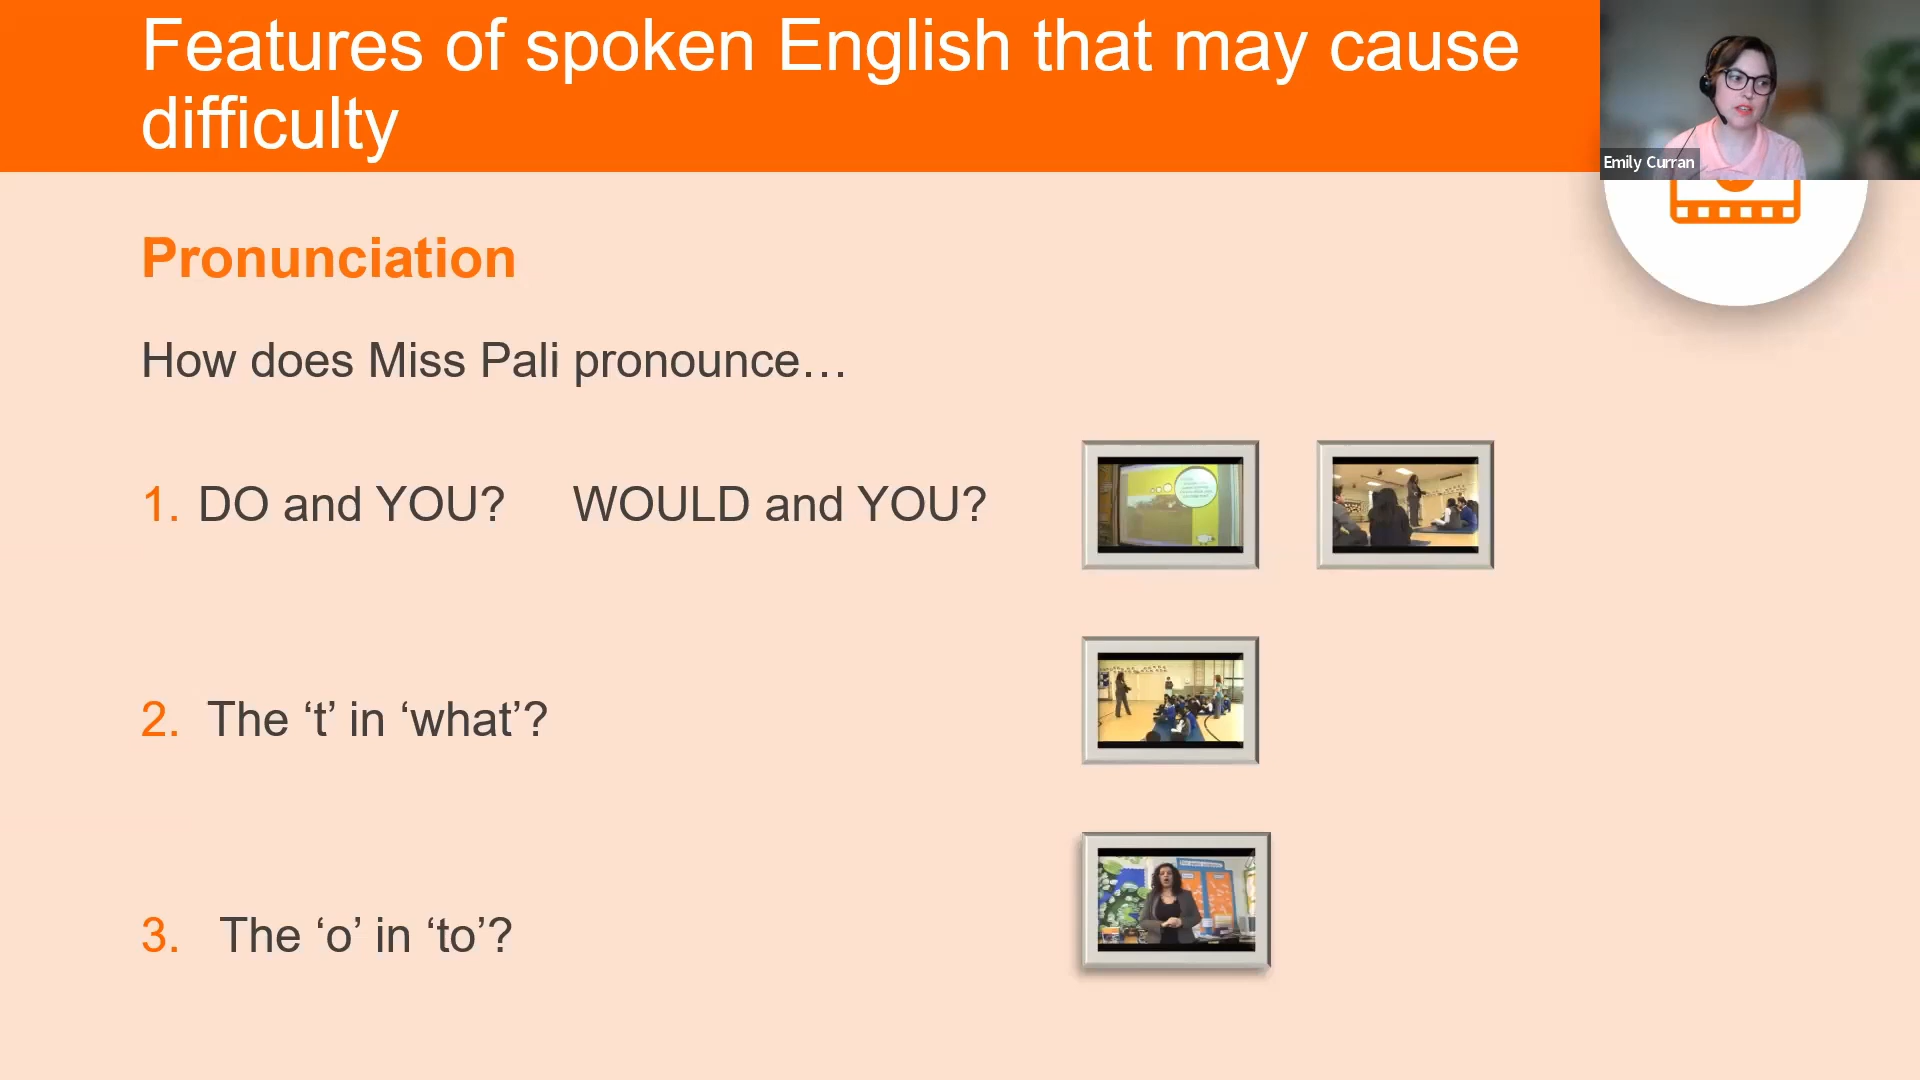 Features of spoken English that may cause
difficulty
Emily Curran
Pronunciation
How does Miss Pali pronounce…
1. DO and YOU? WOULD and YOU?
2. The ‘t’ in ‘what’?
3. The ‘o’ in ‘to’?